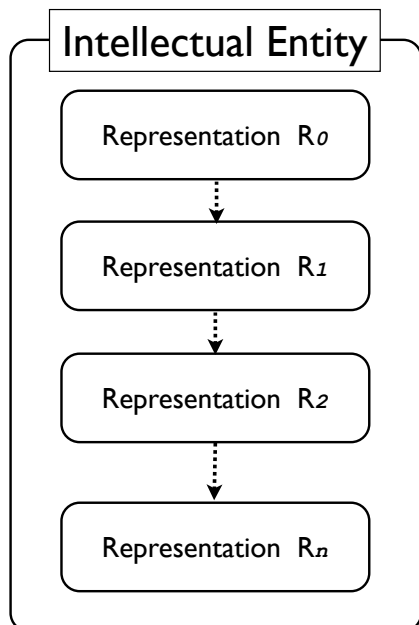 Intellectual Entity
Representation R0
Representation R1
Representation R2
Representation Rn